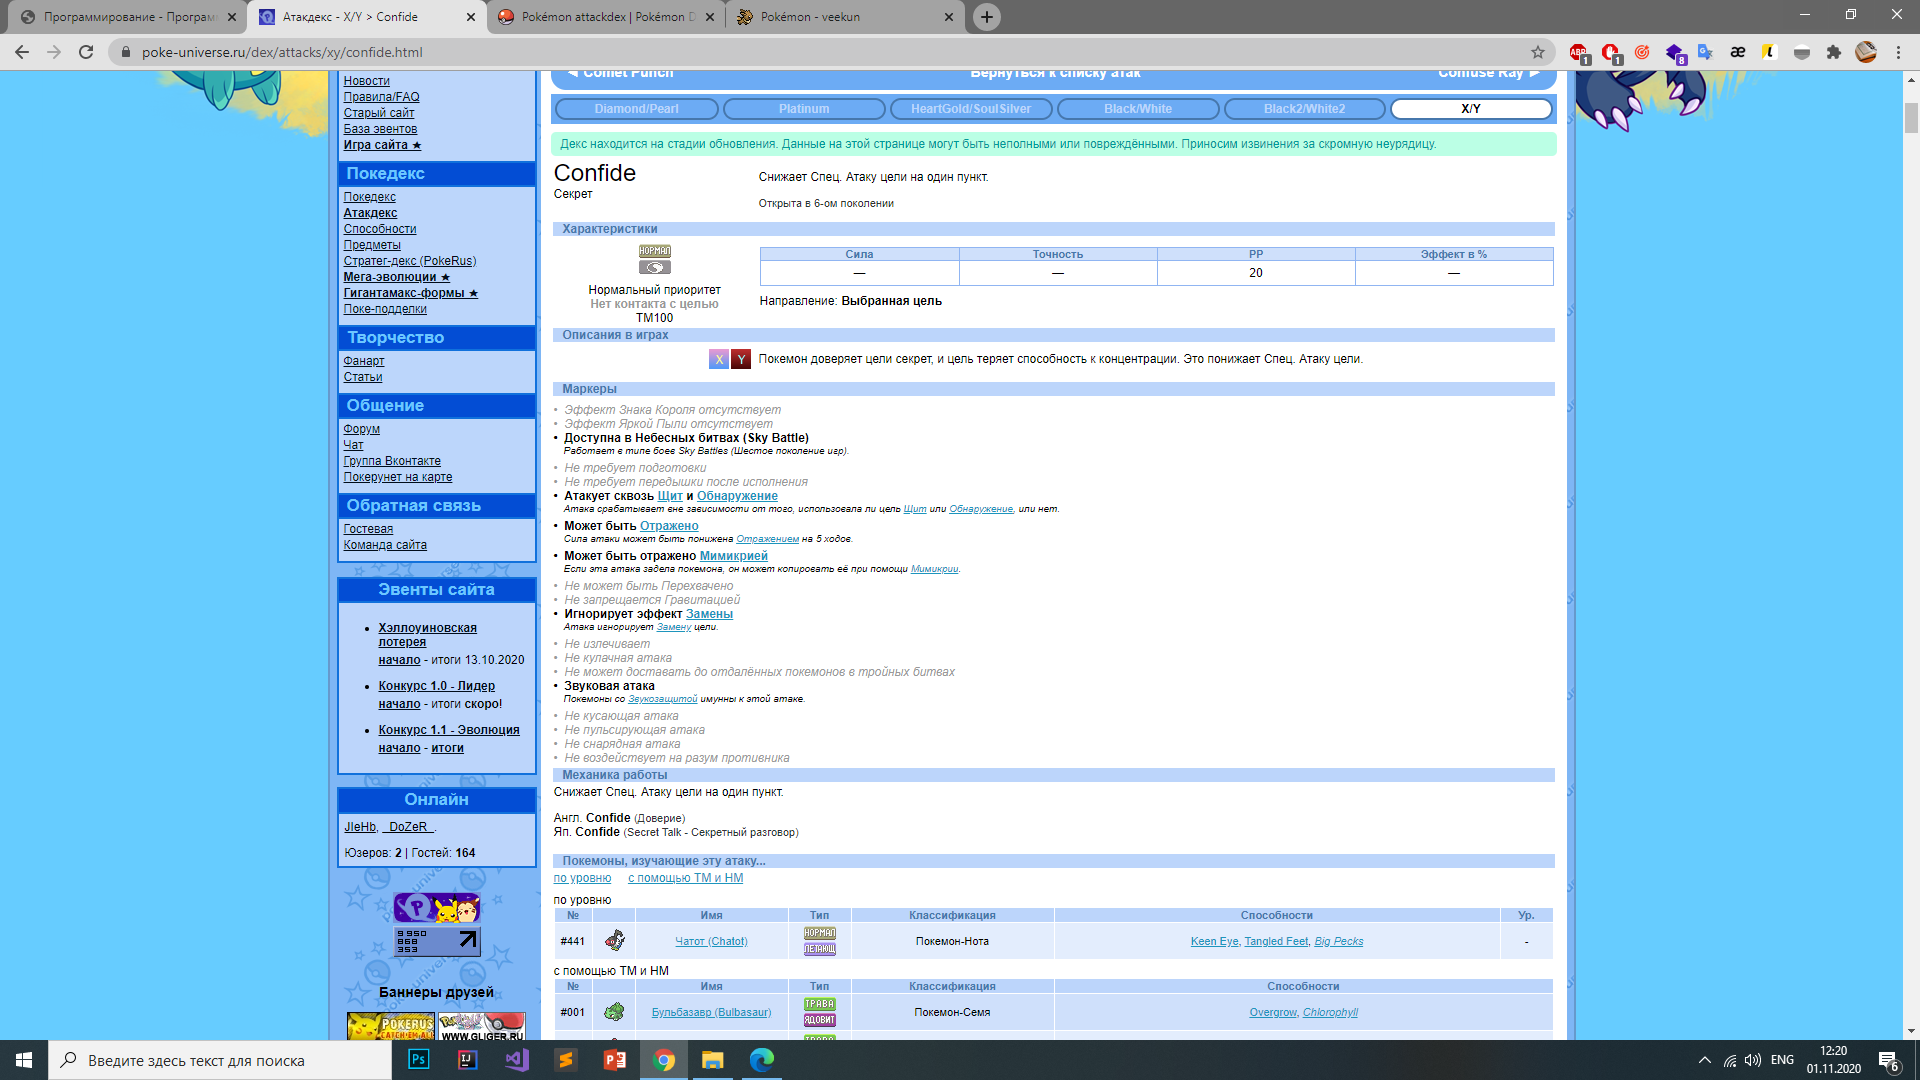 Программирование - Програм
Атакдекс - X/Y > Confide
Pokémon attackdex | Pokémon D
Pokémon - veekun
poke-universe.ru/dex/attacks/xy/confide.html
Новости
Правила/FAQ
Старый сайт
База эвентов
Игра сайта ★
Покедекс
Покедекс
Атакдекс
Способности
Предметы
Стратег-декс (PokeRus)
Мега-эволюции ★
Гигантамакс-формы ★
Поке-подделки
Творчество
Фанарт
Статьи
Общение
Форум
Чат
Группа Вконтакте
Покерунет на карте
Обратная связь
Гостевая
Команда сайта
Эвенты сайта
• Хэллоуиновская лотерея
начало - итоги 13.10.2020
• Конкурс 1.0 - Лидер
начало - итоги скоро!
• Конкурс 1.1 - Эволюция
начало - итоги
Онлайн
JleHb, _DoZeR_.
Юзеров: 2 | Гостей: 164
9 950
868
353
Баннеры друзей
POKERUS
CATCH EM ALL
WWW.GLIGER.RU
◄ Comet Punch
Вернуться к списку атак
Confuse Ray ►
Diamond/Pearl
Platinum
HeartGold/SoulSilver
Black/White
Black2/White2
X/Y
Декс находится на стадии обновления. Данные на этой странице могут быть неполными или повреждёнными. Приносим извинения за скромную неурядицу.
Confide
Секрет
Снижает Спец. Атаку цели на один пункт.
Открыта в 6-ом поколении
Характеристики
НОРМАЛ
Нормальный приоритет
Нет контакта с целью
TM100
Сила Точность PP Эффект в %
— — 20 —
Направление: Выбранная цель
Описания в играх
X Y Покемон доверяет цели секрет, и цель теряет способность к концентрации. Это понижает Спец. Атаку цели.
Маркеры
• Эффект Знака Короля отсутствует
• Эффект Яркой Пыли отсутствует
• Доступна в Небесных битвах (Sky Battle)
Работает в типе боев Sky Battles (Шестое поколение игр).
• Не требует подготовки
• Не требует передышки после исполнения
• Атакует сквозь Щит и Обнаружение
Атака срабатывает вне зависимости от того, использовала ли цель Щит или Обнаружение, или нет.
• Может быть Отражено
Сила атаки может быть понижена Отражением на 5 ходов.
• Может быть отражено Мимикрией
Если эта атака задела покемона, он может копировать её при помощи Мимикрии.
• Не может быть Перехвачено
• Не запрещается Гравитацией
• Игнорирует эффект Замены
Атака игнорирует Замену цели.
• Не излечивает
• Не кулачная атака
• Не может доставать до отдалённых покемонов в тройных битвах
• Звуковая атака
Покемоны со Звукозащитой имунны к этой атаке.
• Не кусающая атака
• Не пульсирующая атака
• Не снарядная атака
• Не воздействует на разум противника
Механика работы
Снижает Спец. Атаку цели на один пункт.
Англ. Confide (Доверие)
Яп. Confide (Secret Talk - Секретный разговор)
Покемоны, изучающие эту атаку...
по уровню с помощью ТМ и HM
по уровню
№ Имя Тип Классификация Способности Ур.
#441 Чатот (Chatot) НОРМАЛ ЛЕТАЮЩ Покемон-Нота Keen Eye, Tangled Feet, Big Pecks -
с помощью ТМ и HM
№ Имя Тип Классификация Способности
#001 Бульбазавр (Bulbasaur) ТРАВА ЯДОВИТ Покемон-Семя Overgrow, Chlorophyll
Введите здесь текст для поиска
ENG
12:20
01.11.2020
6